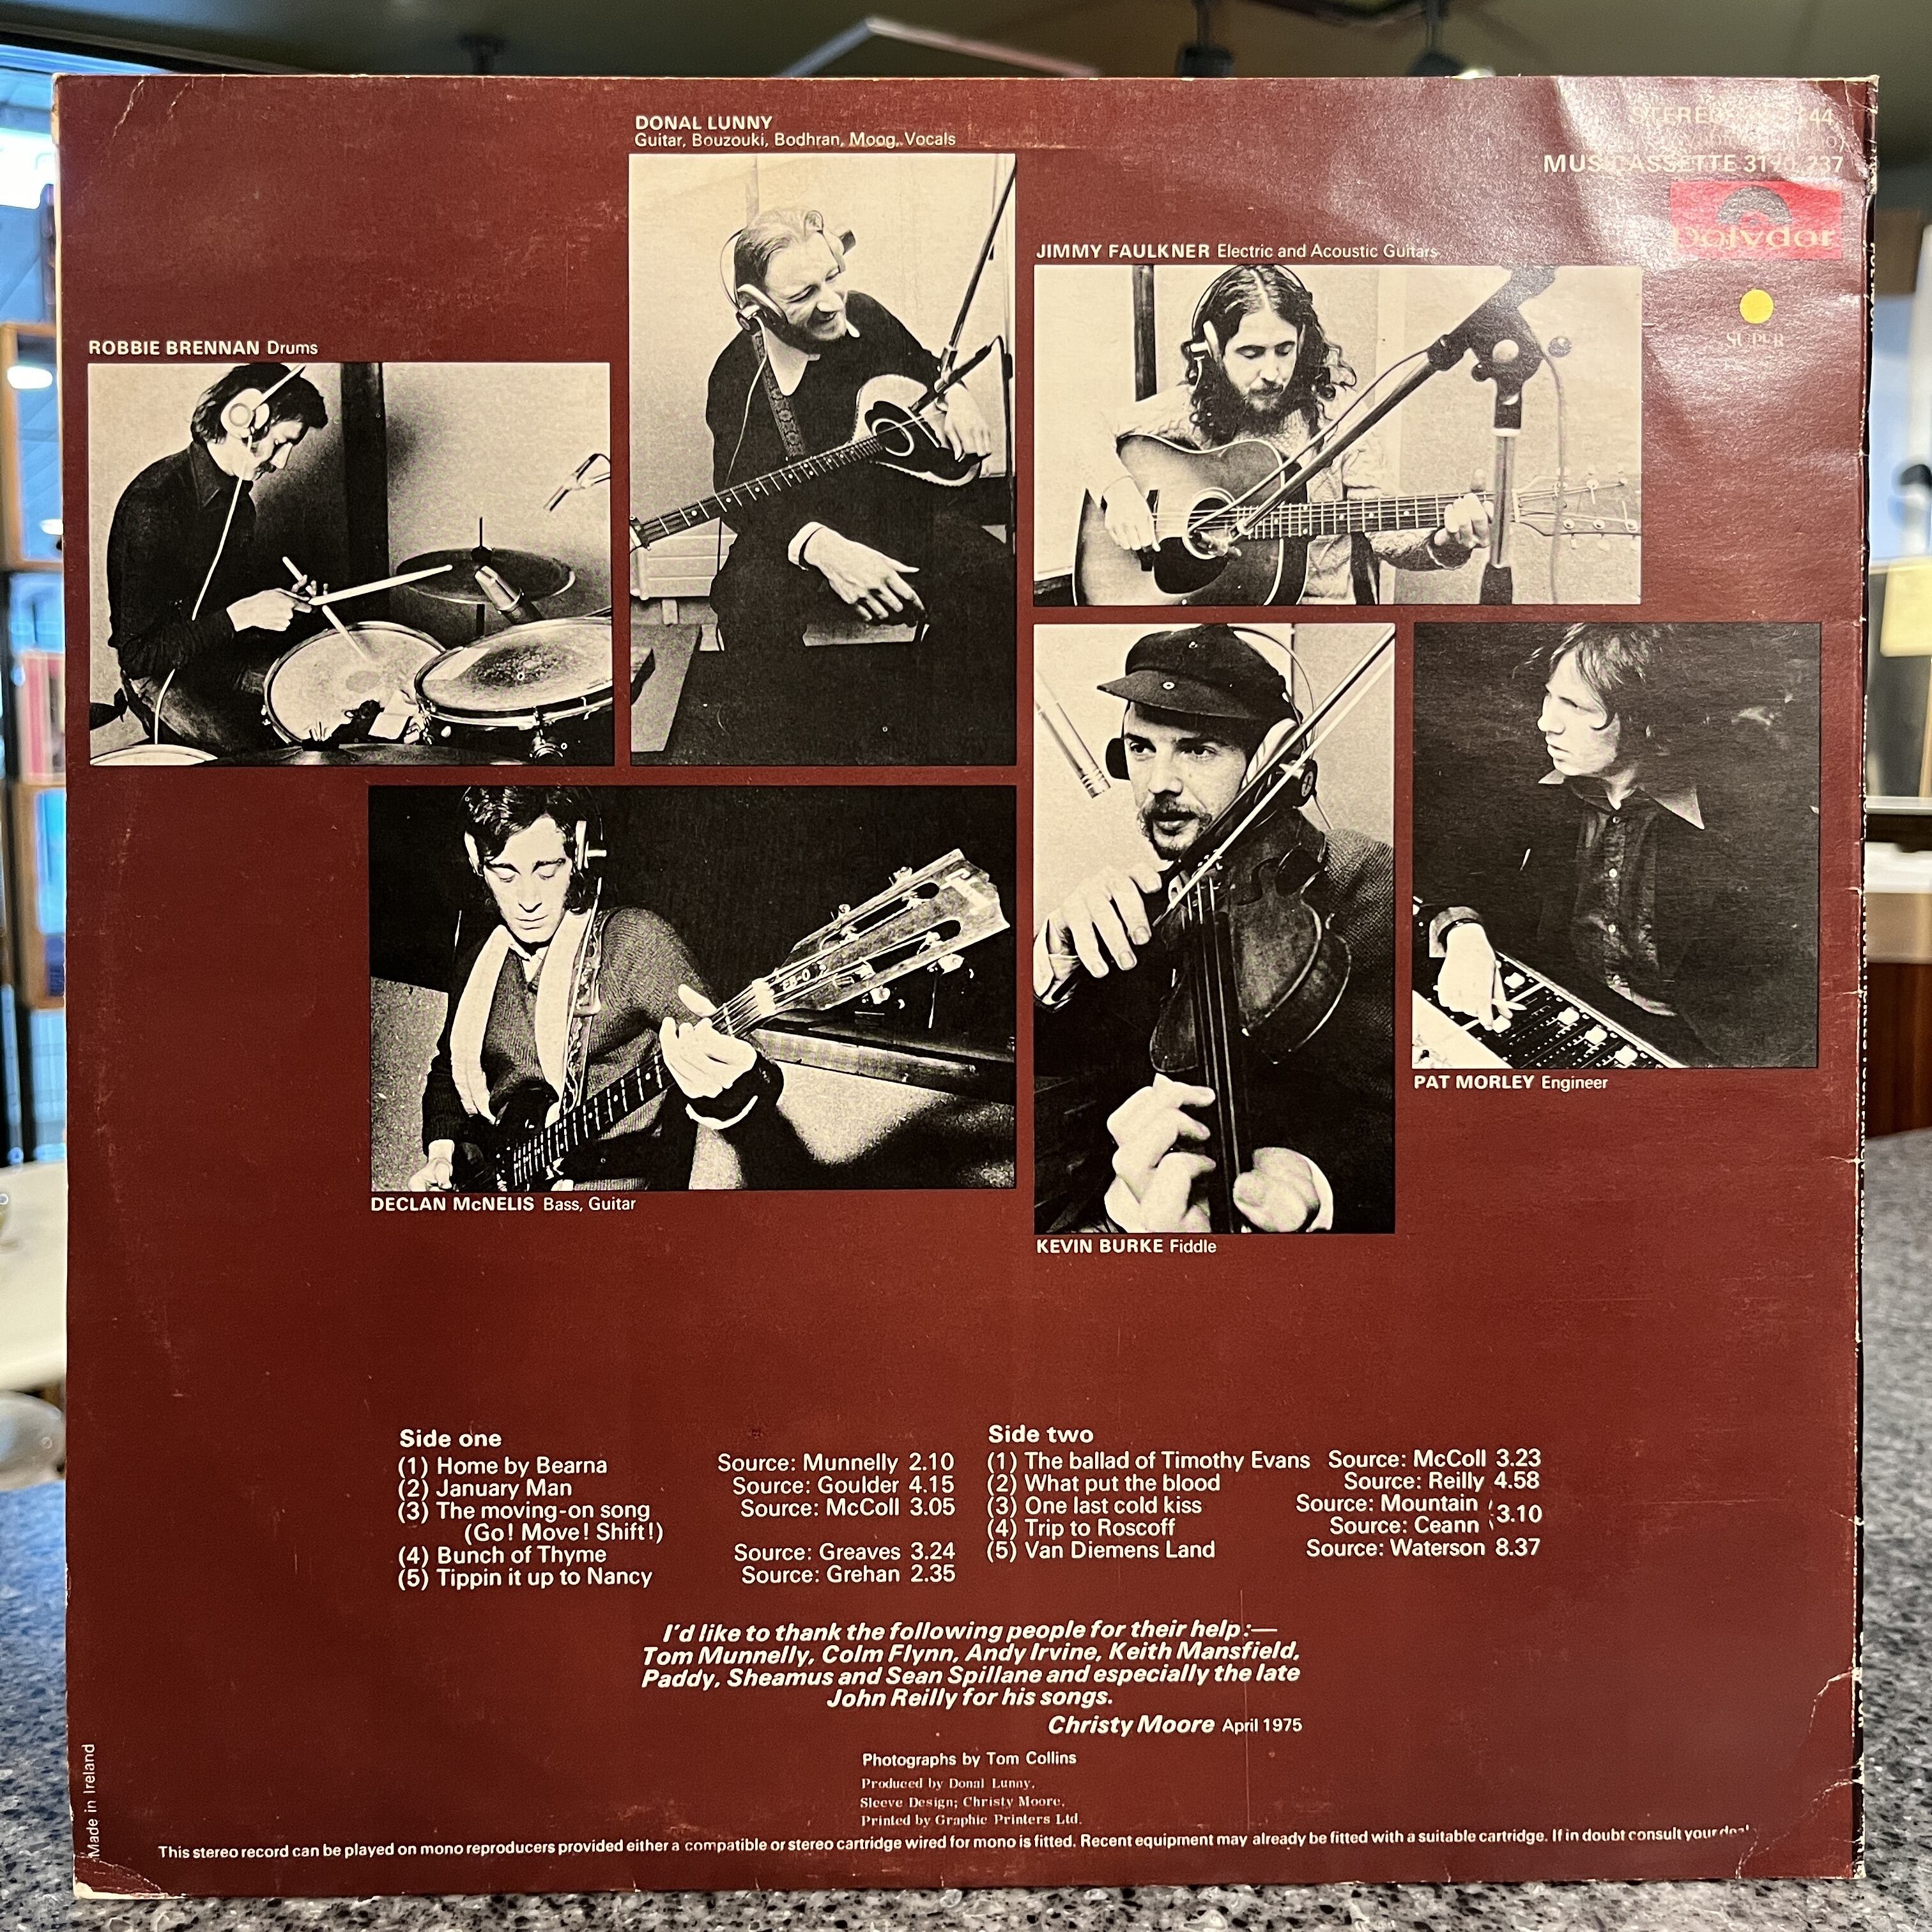 DONAL LUNNY
Guitar, Bouzouki, Bodhran, Moog, Vocals
STEREO
MUSICASSETTE 3190 237
polydor
SUPER
JIMMY FAULKNER Electric and Acoustic Guitars
ROBBIE BRENNAN Drums
PAT MORLEY Engineer
DECLAN McNELIS Bass, Guitar
KEVIN BURKE Fiddle
Side one
(1) Home by Bearna Source: Munnelly 2.10
(2) January Man Source: Goulder 4.15
(3) The moving-on song Source: McColl 3.05
(Go! Move! Shift!)
(4) Bunch of Thyme Source: Greaves 3.24
(5) Tippin it up to Nancy Source: Grehan 2.35
Side two
(1) The ballad of Timothy Evans Source: McColl 3.23
(2) What put the blood Source: Reilly 4.58
(3) One last cold kiss Source: Mountain
(4) Trip to Roscoff Source: Ceann 3.10
(5) Van Diemens Land Source: Waterson 8.37
I'd like to thank the following people for their help:—
Tom Munnelly, Colm Flynn, Andy Irvine, Keith Mansfield,
Paddy, Sheamus and Sean Spillane and especially the late
John Reilly for his songs.
Christy Moore April 1975
Photographs by Tom Collins
Produced by Donal Lunny.
Sleeve Design; Christy Moore.
Printed by Graphic Printers Ltd.
Made in Ireland
This stereo record can be played on mono reproducers provided either a compatible or stereo cartridge wired for mono is fitted. Recent equipment may already be fitted with a suitable cartridge. If in doubt consult your